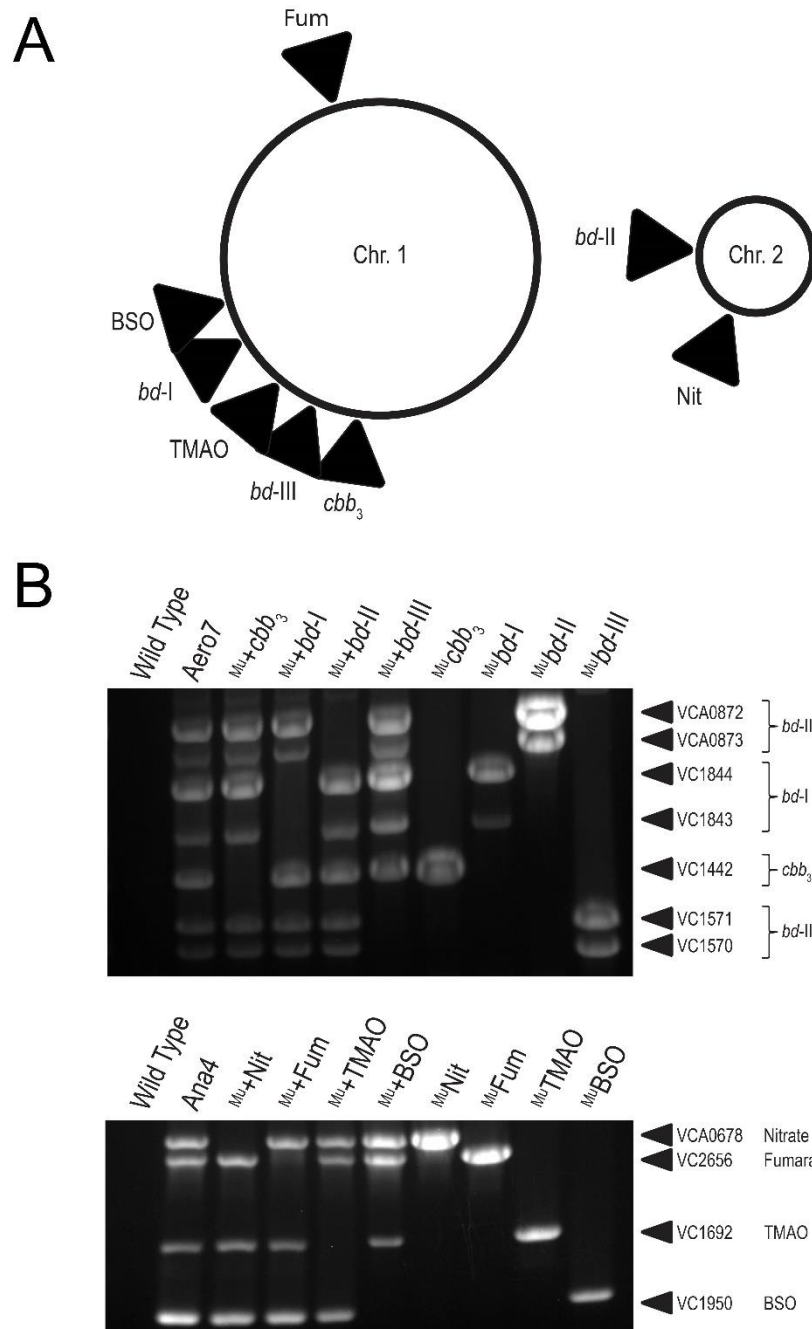 A
Fum
Chr. 1
bd-II
Chr. 2
BSO
bd-I
Nit
TMAO
bd-III
cbb₃
B
Wild Type
Aero7
Mu+cbb₃
Mu+bd-I
Mu+bd-II
Mu+bd-III
Mucbb₃
Mubd-I
Mubd-II
Mubd-III
VCA0872
bd-II
VCA0873
VC1844
bd-I
VC1843
VC1442
cbb₃
VC1571
bd-II
VC1570
Wild Type
Ana4
Mu+Nit
Mu+Fum
Mu+TMAO
Mu+BSO
MuNit
MuFum
MuTMAO
MuBSO
VCA0678 Nitrate
VC2656 Fumara
VC1692 TMAO
VC1950 BSO